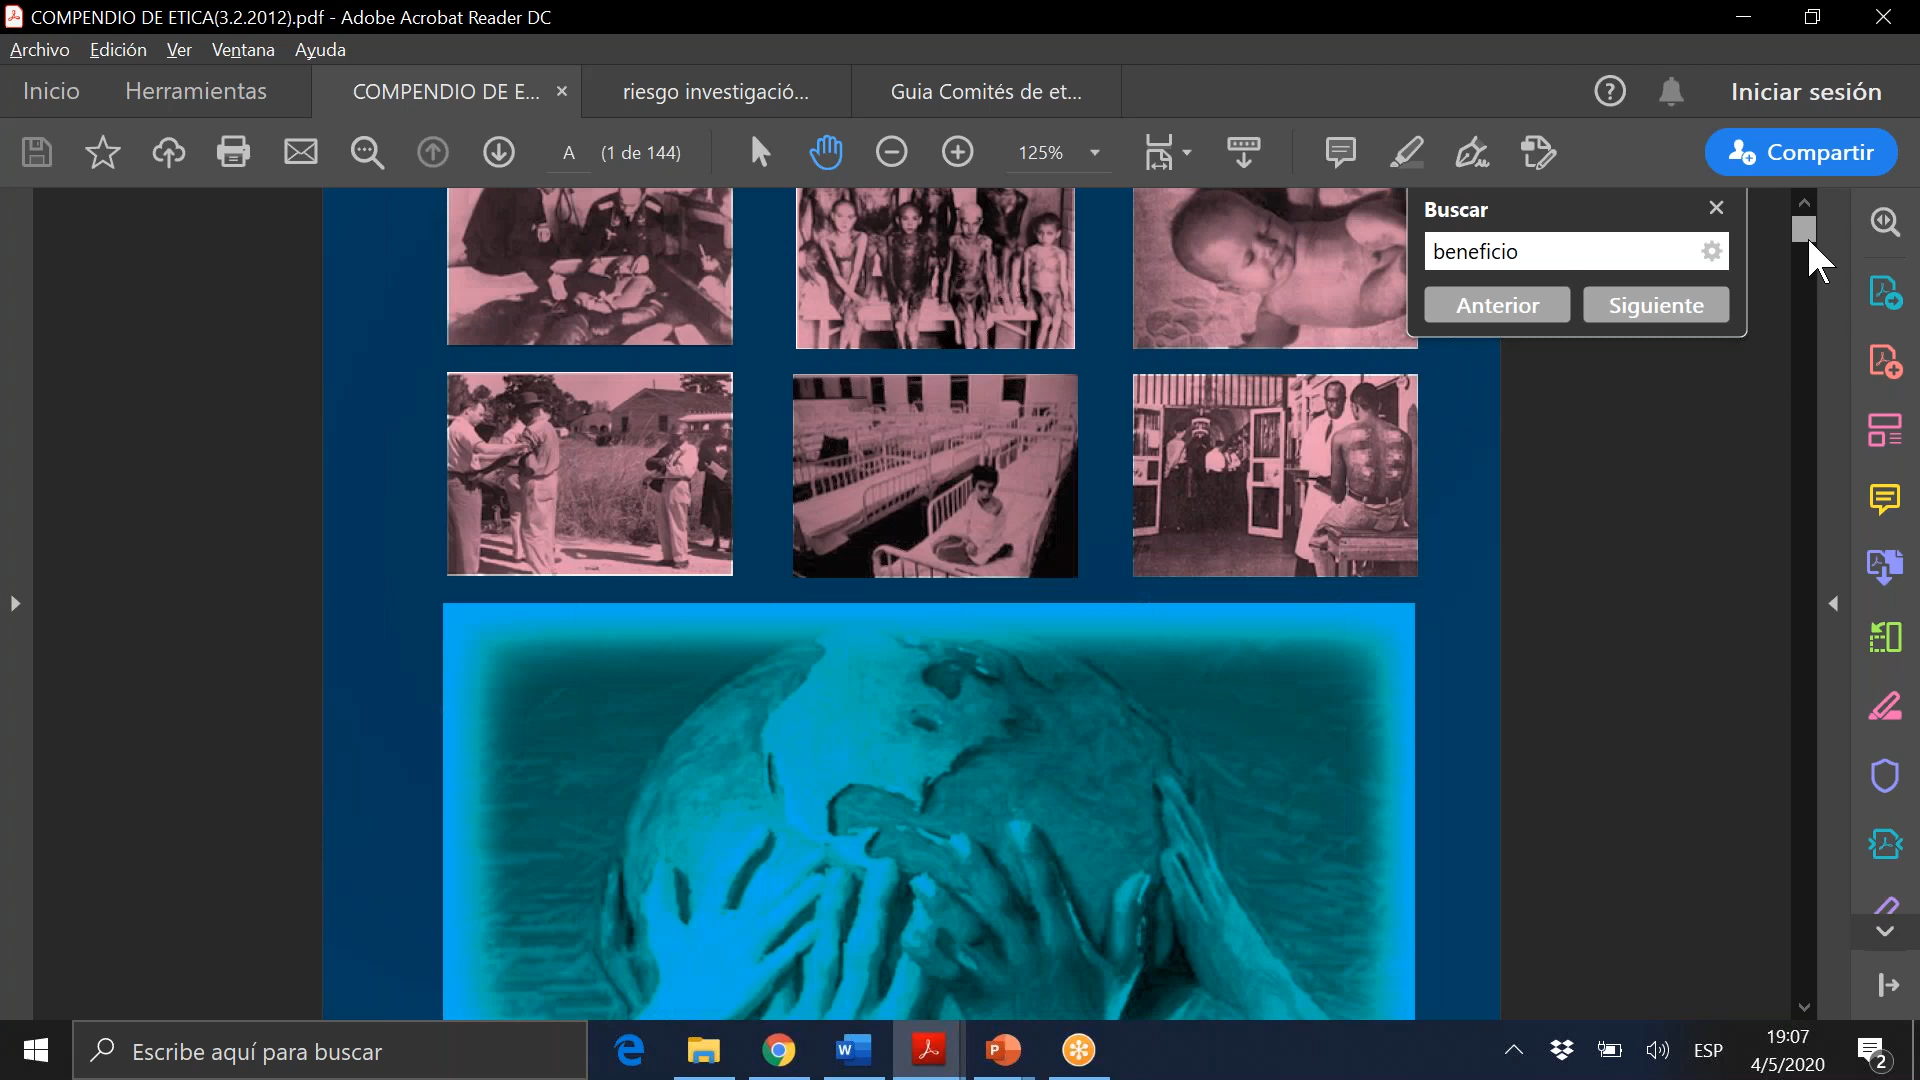 COMPENDIO DE ETICA(3.2.2012).pdf - Adobe Acrobat Reader DC
Archivo Edición Ver Ventana Ayuda
Inicio Herramientas COMPENDIO DE E... × riesgo investigació... Guia Comités de et... Iniciar sesión
A (1 de 144) 125% Compartir
Buscar
beneficio
Anterior Siguiente
Escribe aquí para buscar
ESP
19:07
4/5/2020
2